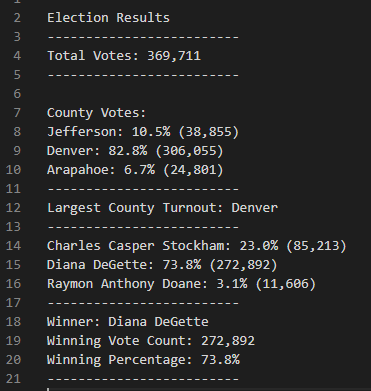 1
2 Election Results
3 -------------------------
4 Total Votes: 369,711
5 -------------------------
6
7 County Votes:
8 Jefferson: 10.5% (38,855)
9 Denver: 82.8% (306,055)
10 Arapahoe: 6.7% (24,801)
11 -------------------------
12 Largest County Turnout: Denver
13 -------------------------
14 Charles Casper Stockham: 23.0% (85,213)
15 Diana DeGette: 73.8% (272,892)
16 Raymon Anthony Doane: 3.1% (11,606)
17 -------------------------
18 Winner: Diana DeGette
19 Winning Vote Count: 272,892
20 Winning Percentage: 73.8%
21 -------------------------